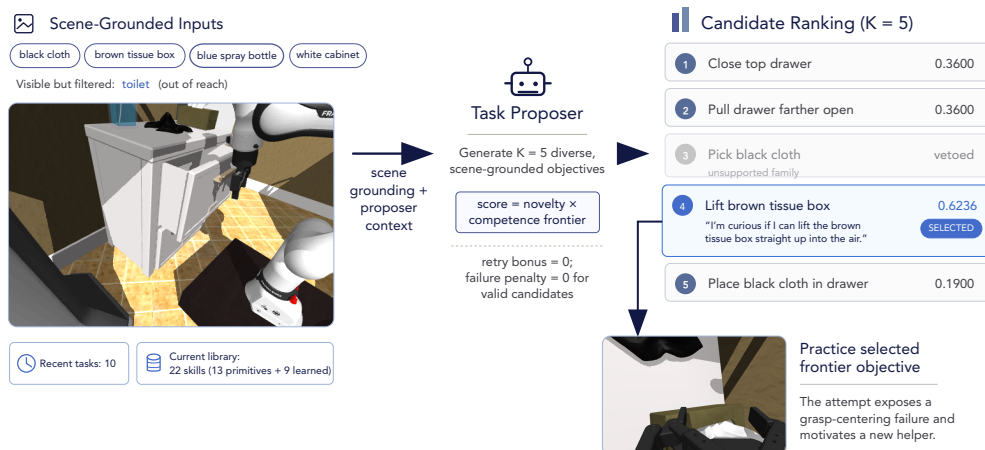 Scene-Grounded Inputs
black cloth
brown tissue box
blue spray bottle
white cabinet
Visible but filtered: toilet (out of reach)
FRA
Recent tasks: 10
Current library:
22 skills (13 primitives + 9 learned)
scene
grounding +
proposer
context
Task Proposer
Generate K = 5 diverse,
scene-grounded objectives
score = novelty ×
competence frontier
retry bonus = 0;
failure penalty = 0 for
valid candidates
Candidate Ranking (K = 5)
1 Close top drawer 0.3600
2 Pull drawer farther open 0.3600
3 Pick black cloth vetoed
unsupported family
4 Lift brown tissue box 0.6236
"I'm curious if I can lift the brown
tissue box straight up into the air."
SELECTED
5 Place black cloth in drawer 0.1900
Practice selected
frontier objective
The attempt exposes a
grasp-centering failure and
motivates a new helper.